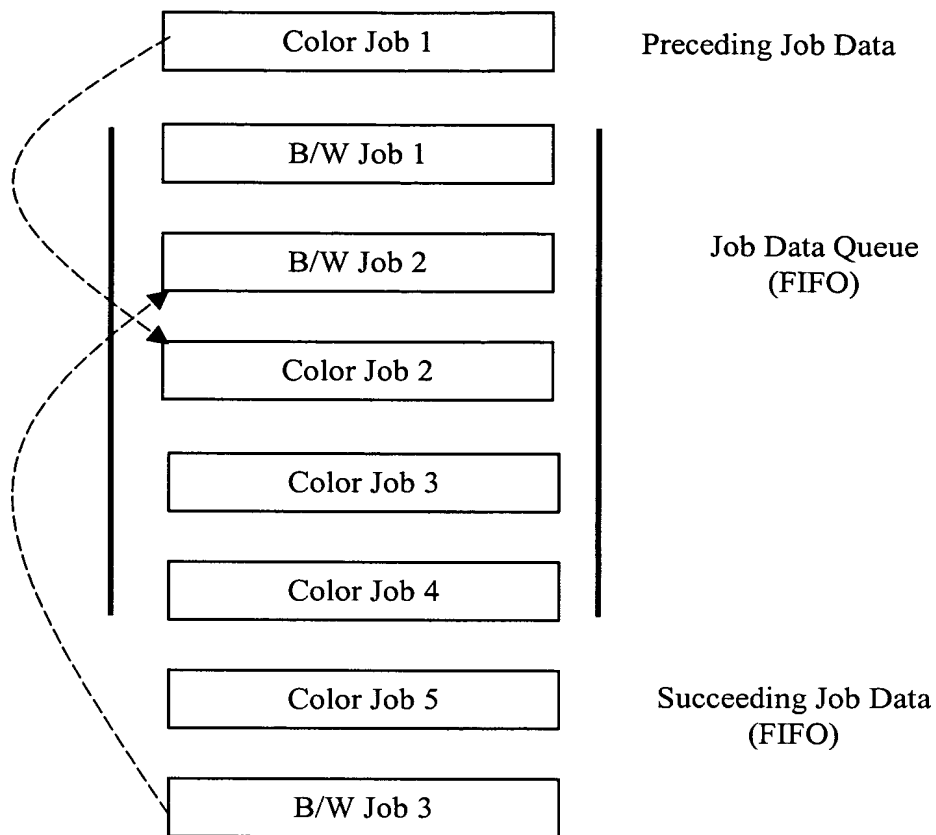 Color Job 1
Preceding Job Data
B/W Job 1
B/W Job 2
Job Data Queue
(FIFO)
Color Job 2
Color Job 3
Color Job 4
Color Job 5
Succeeding Job Data
(FIFO)
B/W Job 3